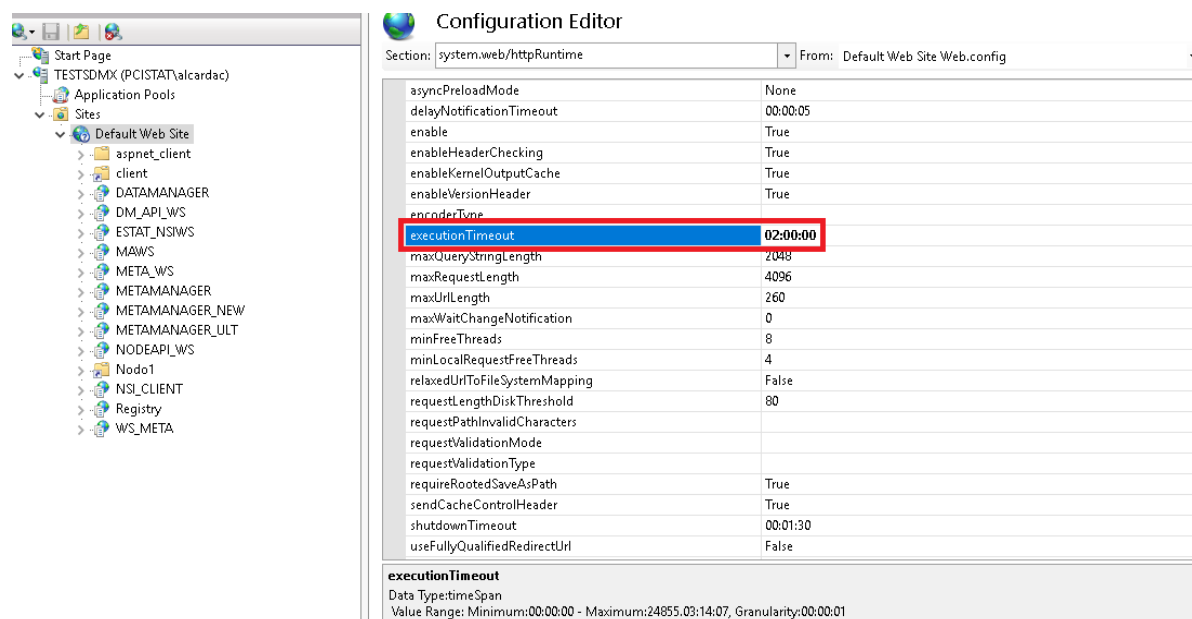 Configuration Editor
Section: system.web/httpRuntime From: Default Web Site Web.config
Start Page
TESTSDMX (PCISTAT\alcardac)
Application Pools
Sites
Default Web Site
aspnet_client
client
DATAMANAGER
DM_API_WS
ESTAT_NSIWS
MAWS
META_WS
METAMANAGER
METAMANAGER_NEW
METAMANAGER_ULT
NODEAPI_WS
Nodo1
NSI_CLIENT
Registry
WS_META
asyncPreloadMode None
delayNotificationTimeout 00:00:05
enable True
enableHeaderChecking True
enableKernelOutputCache True
enableVersionHeader True
encoderType
executionTimeout 02:00:00
maxQueryStringLength 2048
maxRequestLength 4096
maxUrlLength 260
maxWaitChangeNotification 0
minFreeThreads 8
minLocalRequestFreeThreads 4
relaxedUrlToFileSystemMapping False
requestLengthDiskThreshold 80
requestPathInvalidCharacters
requestValidationMode
requestValidationType
requireRootedSaveAsPath True
sendCacheControlHeader True
shutdownTimeout 00:01:30
useFullyQualifiedRedirectUrl False
executionTimeout
Data Type:timeSpan
Value Range: Minimum:00:00:00 - Maximum:24855.03:14:07, Granularity:00:00:01